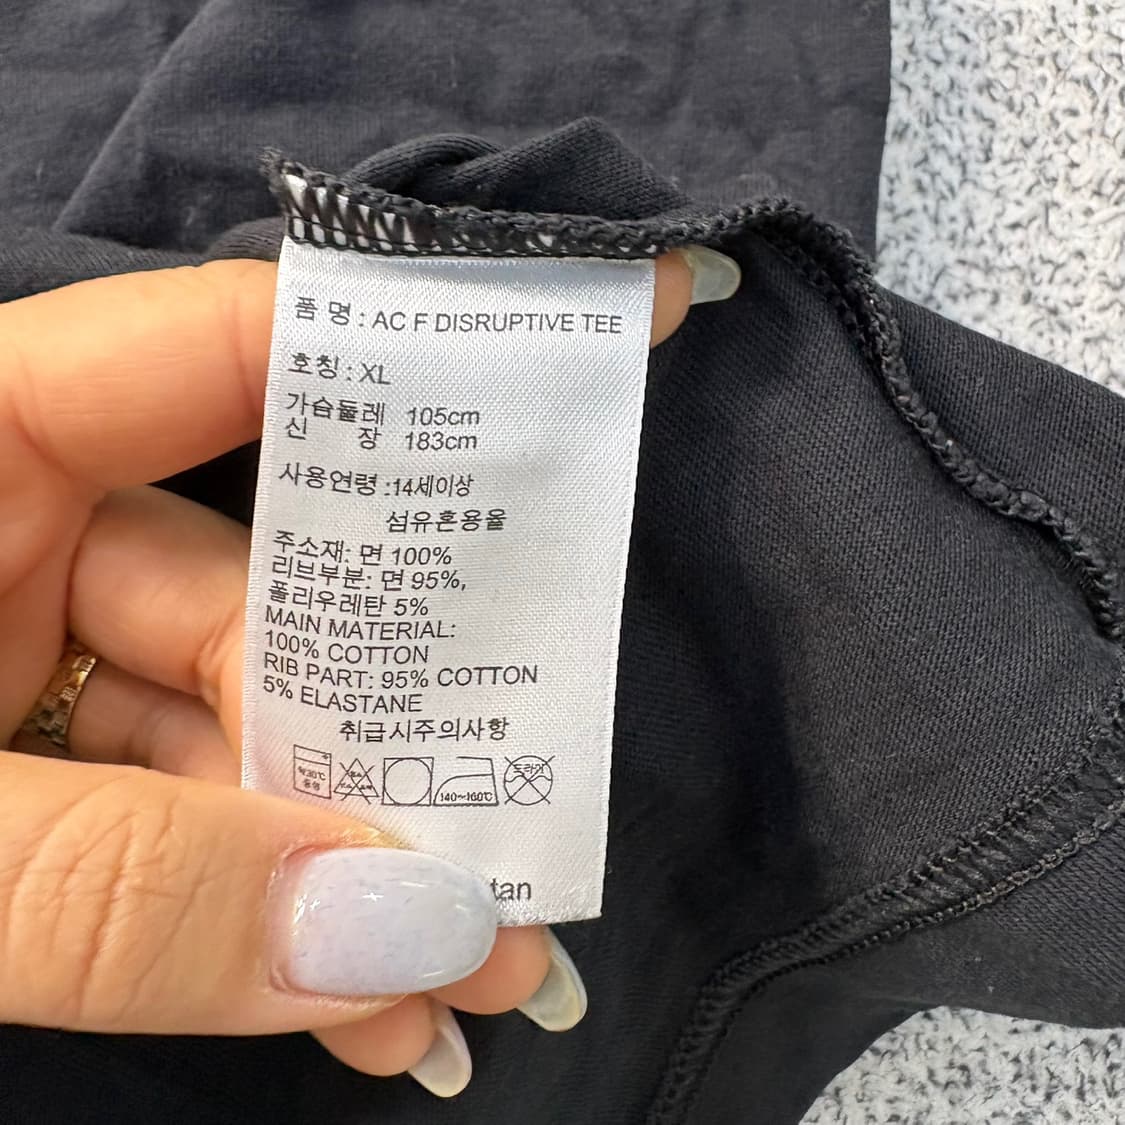 품 명 : AC F DISRUPTIVE TEE
호칭 : XL
가슴둘레 105cm
신 장 183cm
사용연령 :14세이상
섬유혼용율
주소재: 면 100%
리브부분: 면 95%,
폴리우레탄 5%
MAIN MATERIAL:
100% COTTON
RIB PART: 95% COTTON
5% ELASTANE
취급시주의사항
140~160℃ 드라이